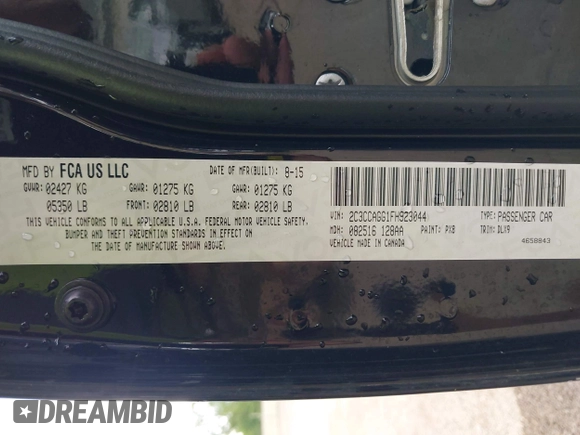 MFD BY FCA US LLC DATE OF MFR(BUILT): 8-15
GVWR: 02427 KG GAWR: 01275 KG GAWR: 01275 KG
05350 LB FRONT: 02810 LB REAR: 02810 LB
THIS VEHICLE CONFORMS TO ALL APPLICABLE U.S.A. FEDERAL MOTOR VEHICLE SAFETY,
BUMPER AND THEFT PREVENTION STANDARDS IN EFFECT ON
THE DATE OF MANUFACTURE SHOWN ABOVE.
VIN: 2C3CCAGG1FH923044 TYPE: PASSENGER CAR
MDH: 082516 128AA PAINT: PX8 TRIM: DLX9
VEHICLE MADE IN CANADA 4658843
DREAMBID